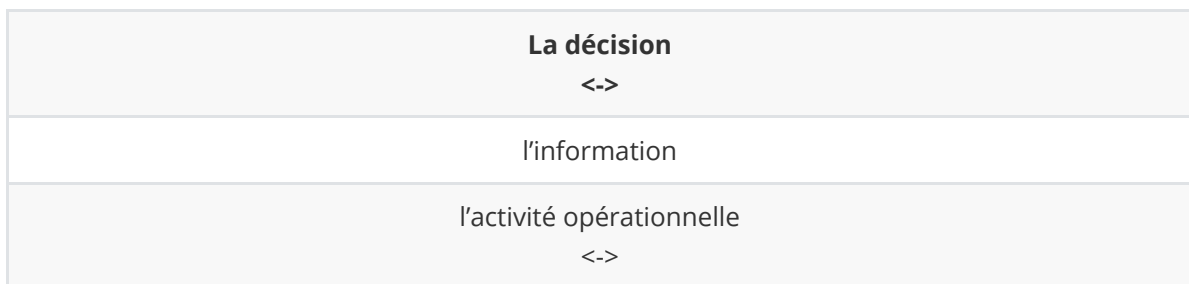 La décision
<->
l’information
l’activité opérationnelle
<->